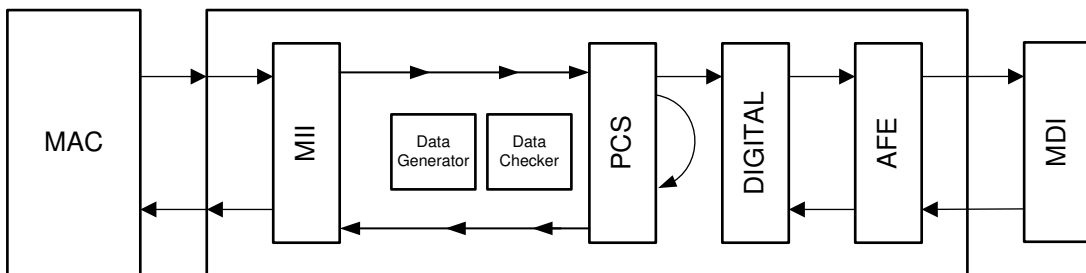 MAC
MII
Data
Generator
Data
Checker
PCS
DIGITAL
AFE
MDI